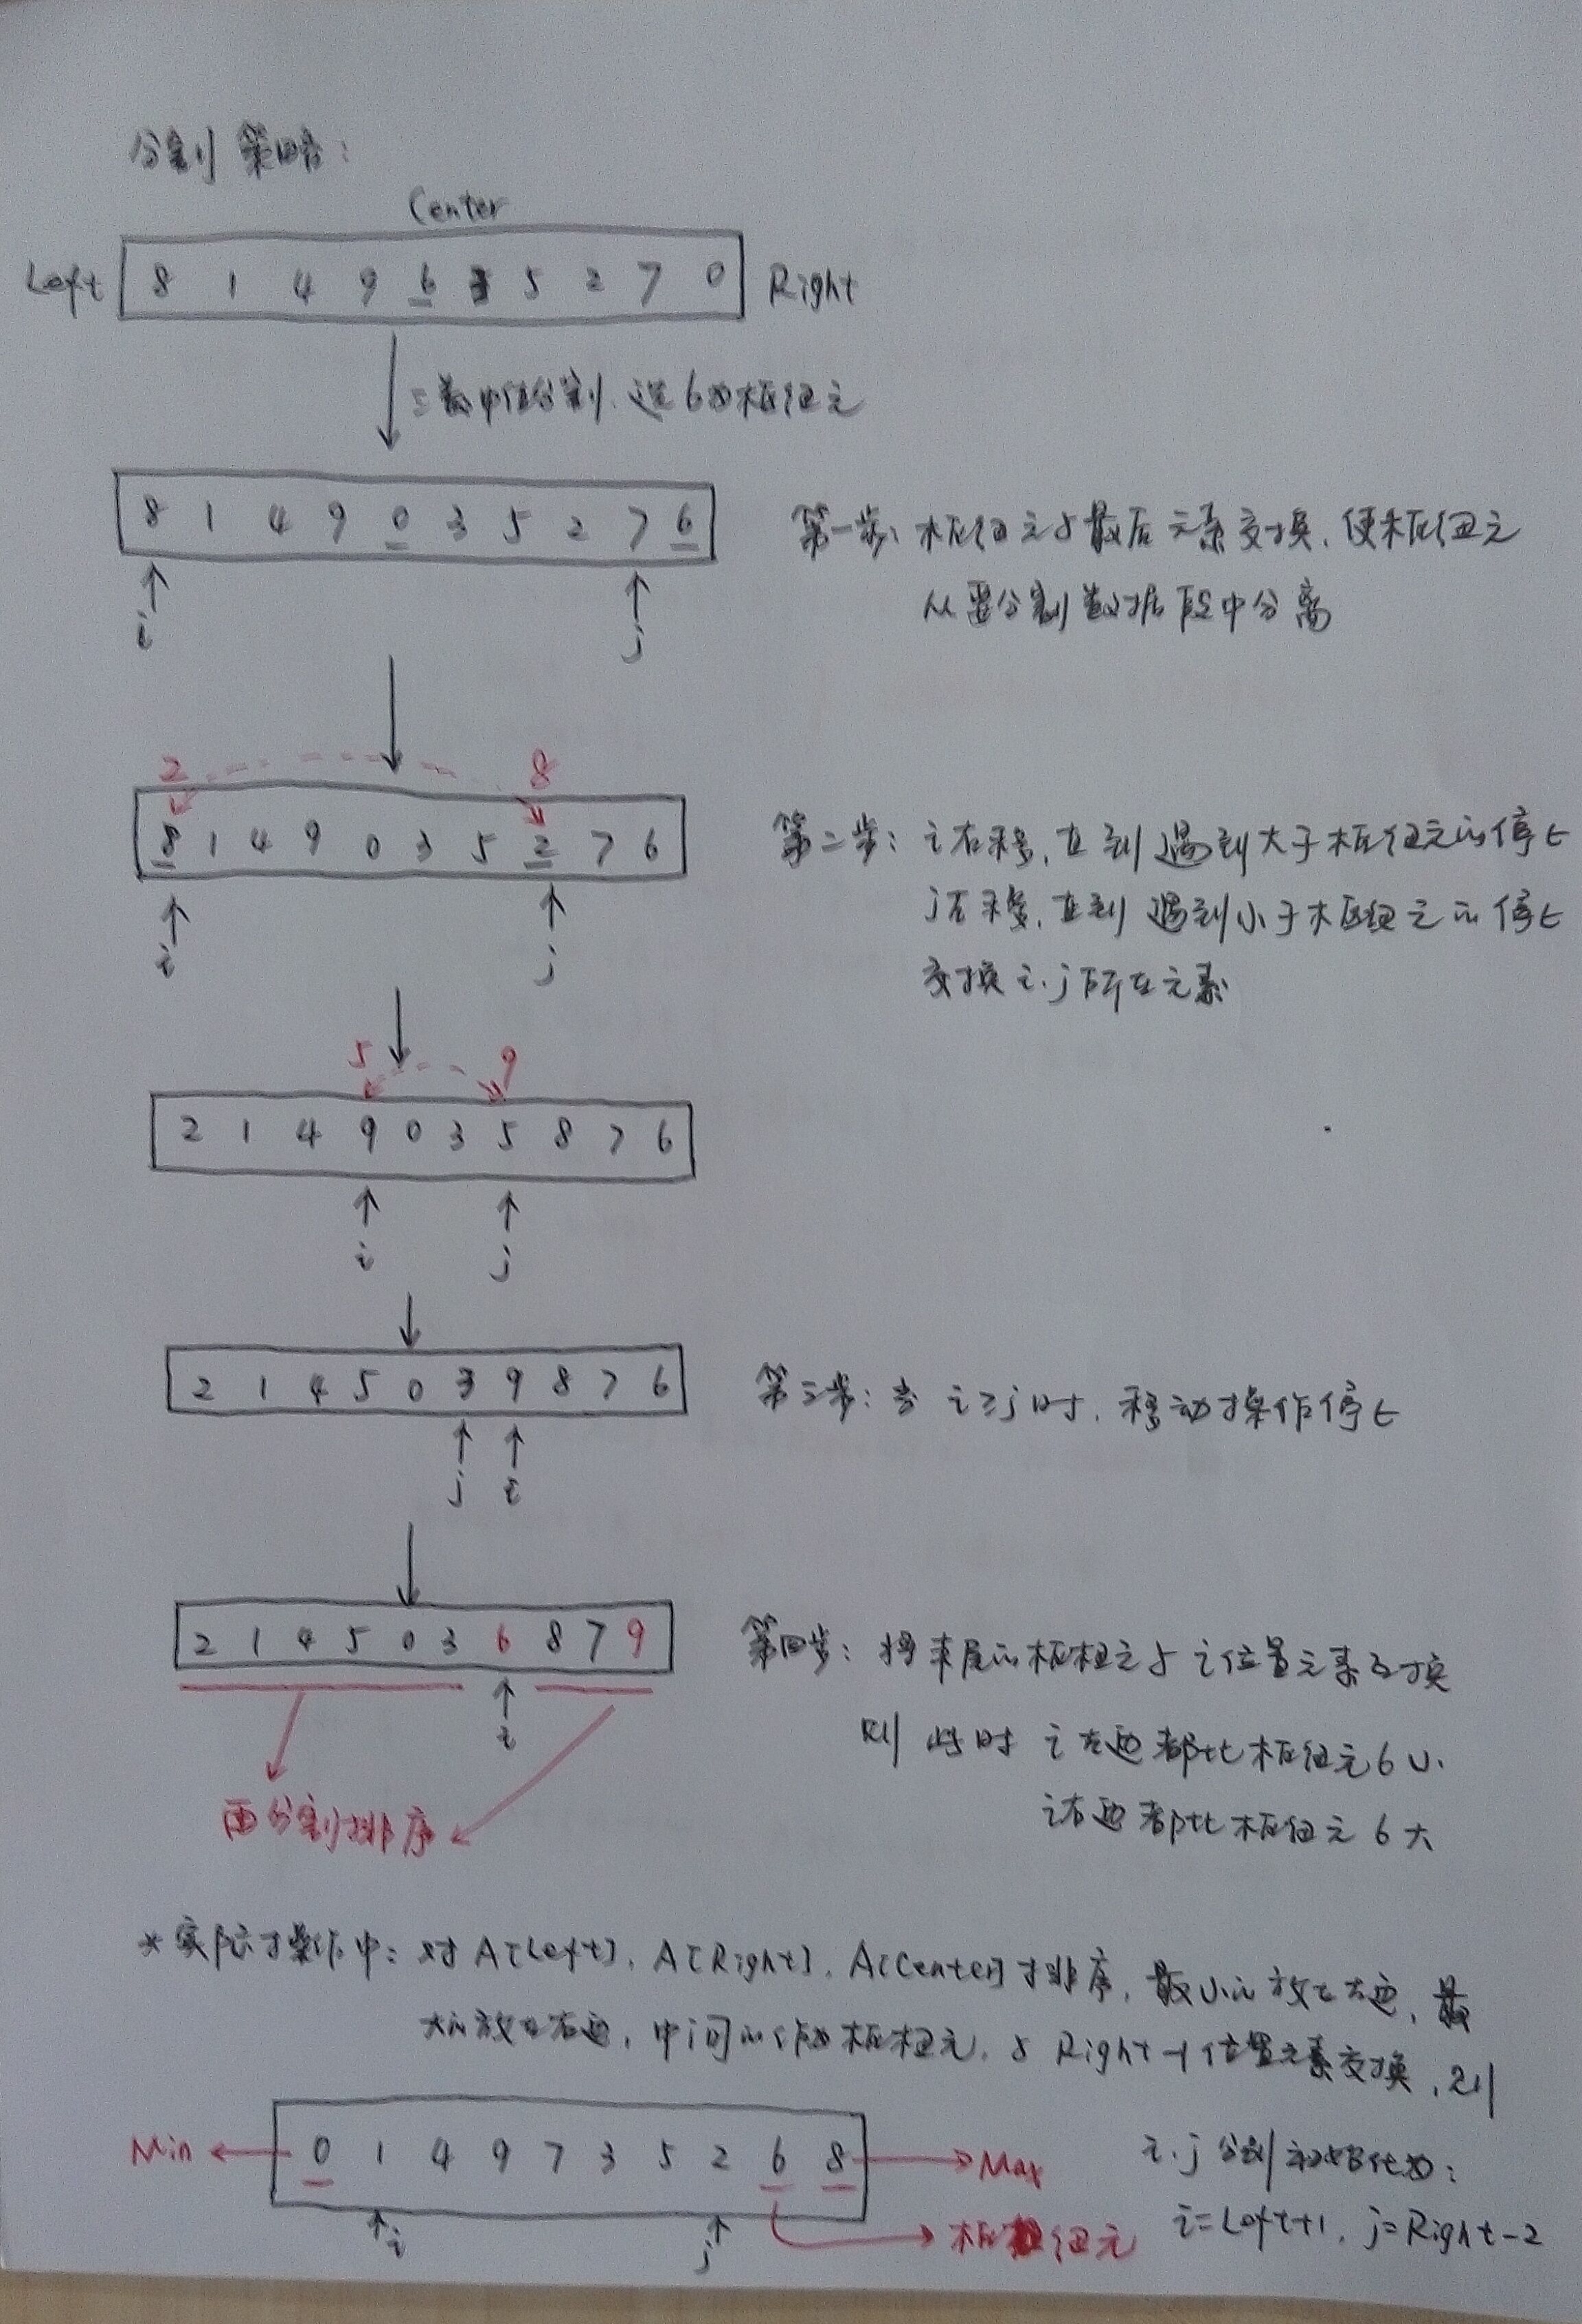 分割策略：
Center
Left 8 1 4 9 6 3 5 2 7 0 Right
三数中值分割，选6为枢纽元
8 1 4 9 0 3 5 2 7 6
i j
第一步：枢纽元与最后元素交换，使枢纽元
从要分割数据段中分离
2 8
8 1 4 9 0 3 5 2 7 6
i j
第二步：i右移，直到遇到大于枢纽元的停止
j左移，直到遇到小于枢纽元的停止
交换i.j所在元素
5 9
2 1 4 9 0 3 5 8 7 6
i j
2 1 4 5 0 3 9 8 7 6
j i
第三步：当 i≥j时，移动操作停止
2 1 4 5 0 3 6 8 7 9
i
两分割排序
第四步：将末尾的枢纽元与i位置元素交换
则此时 i左边都比枢纽元6小.
i右边都比枢纽元6大
*实际操作中：对A[Left]，A[Right]，A[Center]排序，最小的放在左边，最
大的放在右边，中间的作为枢纽元，与Right-1位置元素交换，则
Min 0 1 4 9 7 3 5 2 6 8 Max
i j
枢纽元
i.j分割初始化为：
i=Left+1，j=Right-2